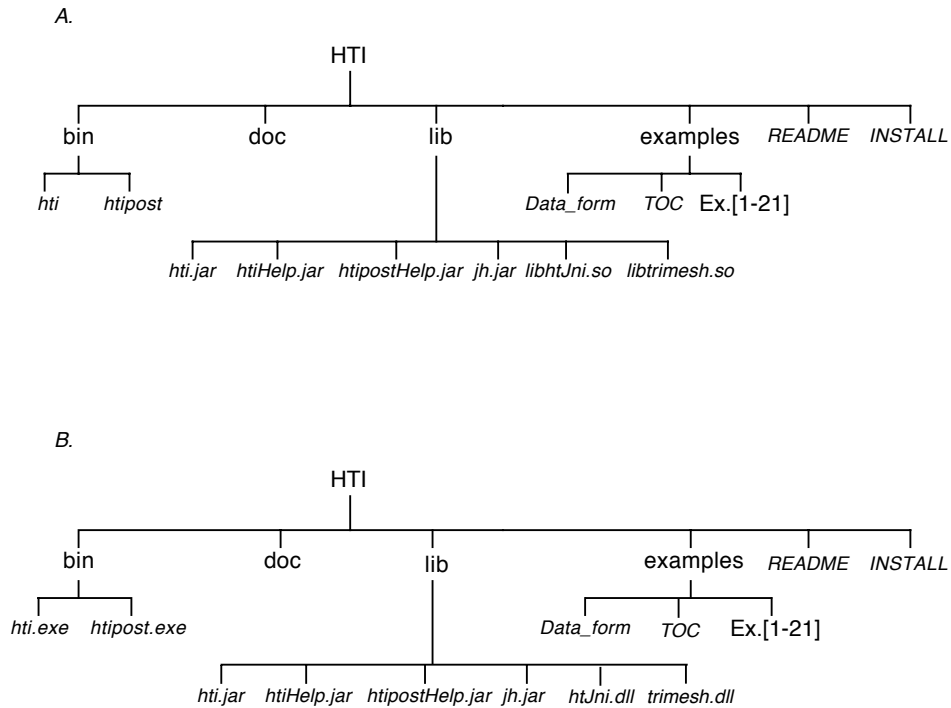 A.
HTI
bin doc lib examples README INSTALL
hti htipost Data_form TOC Ex.[1-21]
hti.jar htiHelp.jar htipostHelp.jar jh.jar libhtJni.so libtrimesh.so
B.
HTI
bin doc lib examples README INSTALL
hti.exe htipost.exe Data_form TOC Ex.[1-21]
hti.jar htiHelp.jar htipostHelp.jar jh.jar htJni.dll trimesh.dll